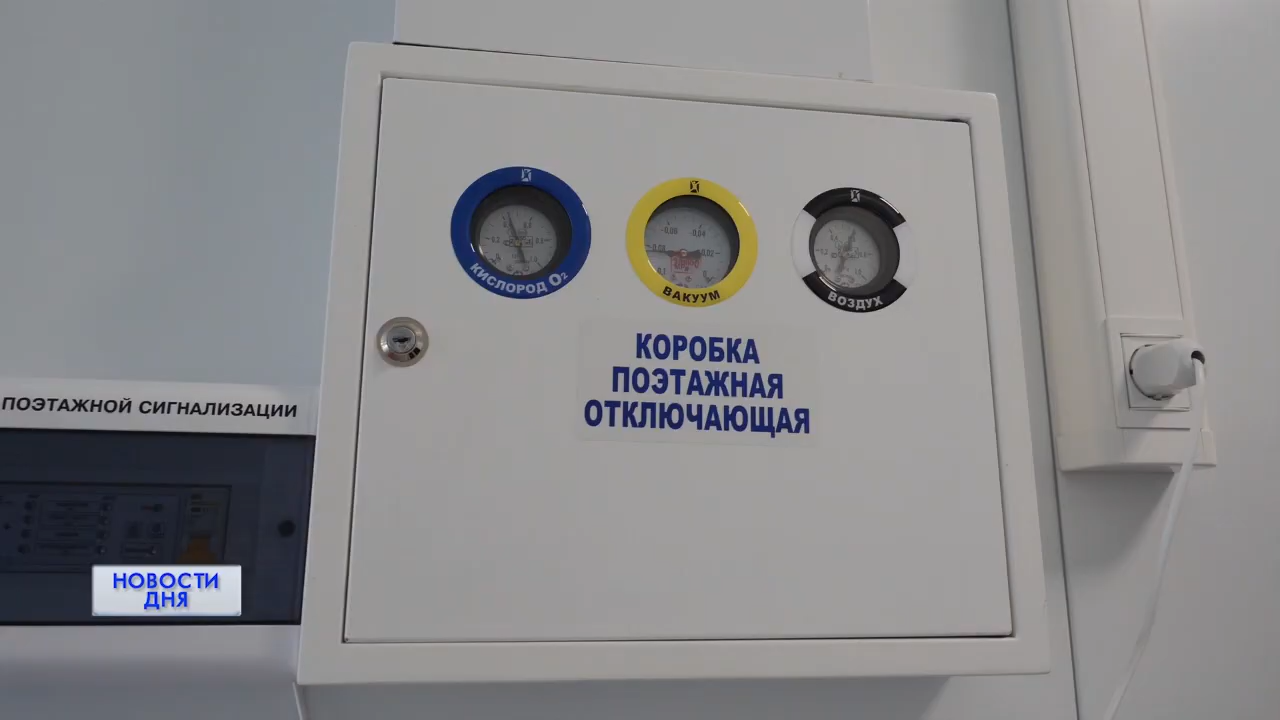 КИСЛОРОД O₂
ВАКУУМ
ВОЗДУХ
КОРОБКА
ПОЭТАЖНАЯ
ОТКЛЮЧАЮЩАЯ
ПОЭТАЖНОЙ СИГНАЛИЗАЦИИ
НОВОСТИ
ДНЯ